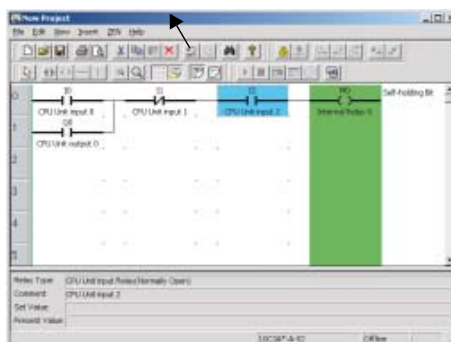 New Project
File Edit View Insert ZEN Help
0
I0
I1
I2
M0
Self-holding Bit
CPU Unit input 0
CPU Unit input 1
CPU Unit input 2
Internal Relay 0
1
Q0
CPU Unit output 0
2
3
4
5
Relay Type CPU Unit Input Relay(Normally Open)
Comment CPU Unit input 2
Set Value
Present Value
Offline